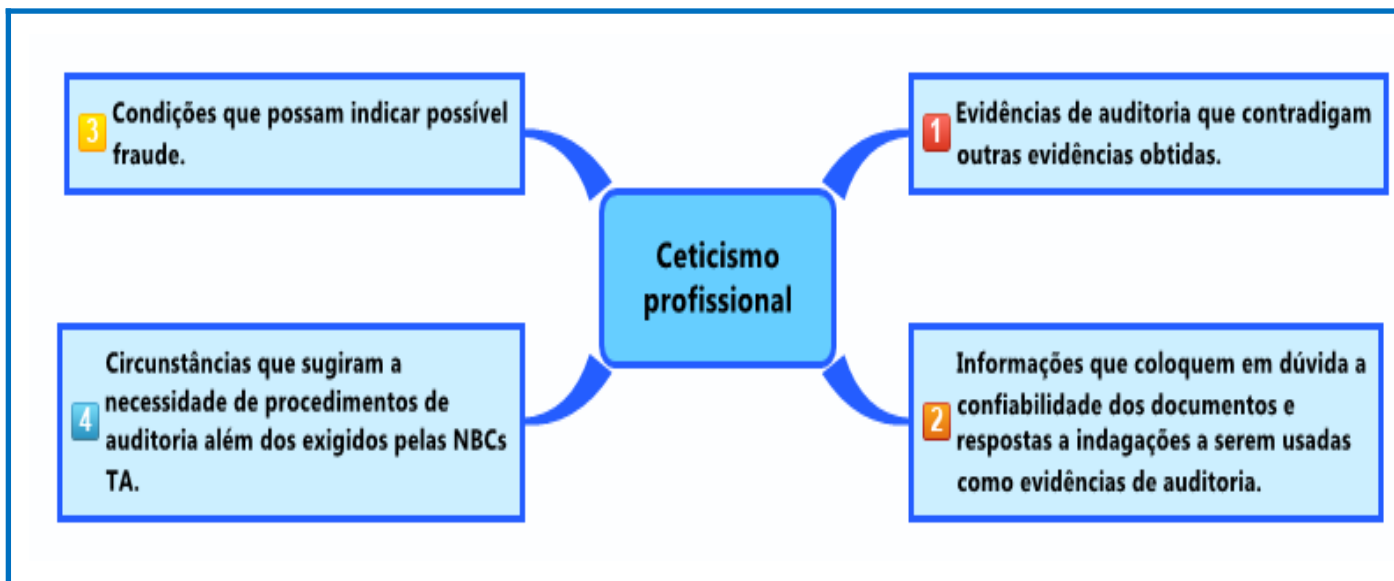 Ceticismo
profissional
1
Evidências de auditoria que contradigam
outras evidências obtidas.
2
Informações que coloquem em dúvida a
confiabilidade dos documentos e
respostas a indagações a serem usadas
como evidências de auditoria.
3
Condições que possam indicar possível
fraude.
4
Circunstâncias que sugiram a
necessidade de procedimentos de
auditoria além dos exigidos pelas NBCs
TA.